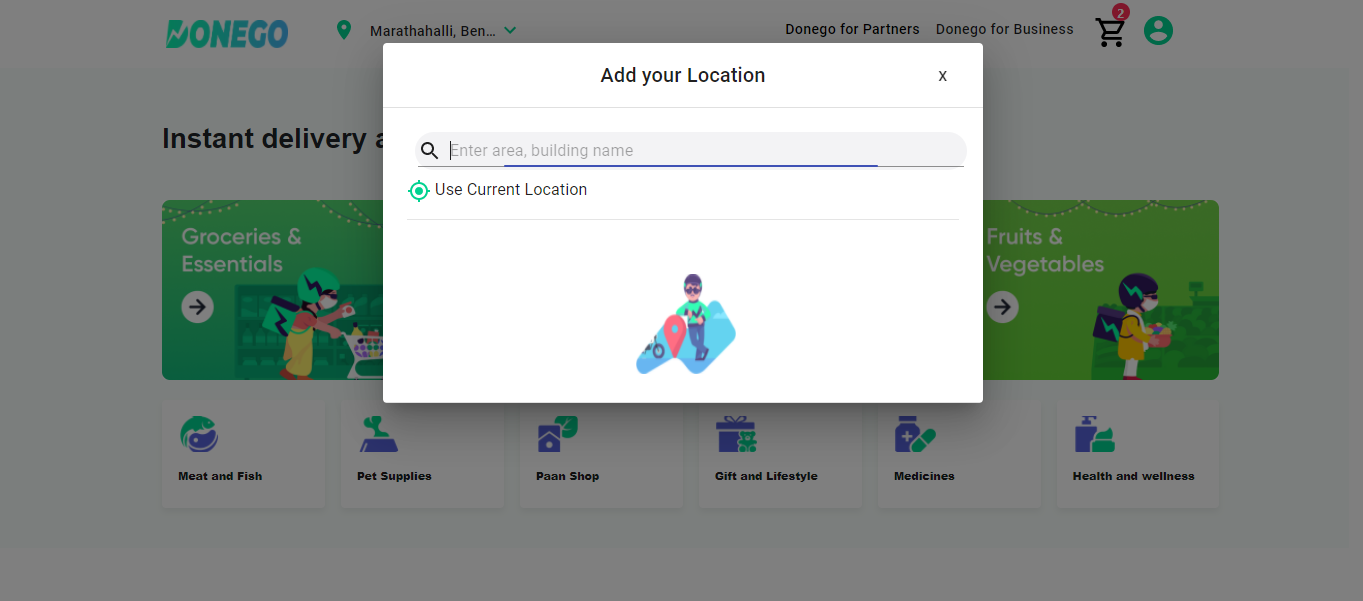 DONEGO
Marathahalli, Ben...
Donego for Partners
Donego for Business
2
Add your Location
x
Enter area, building name
Use Current Location
Instant delivery
Groceries &
Essentials
Fruits &
Vegetables
Meat and Fish
Pet Supplies
Paan Shop
Gift and Lifestyle
Medicines
Health and wellness